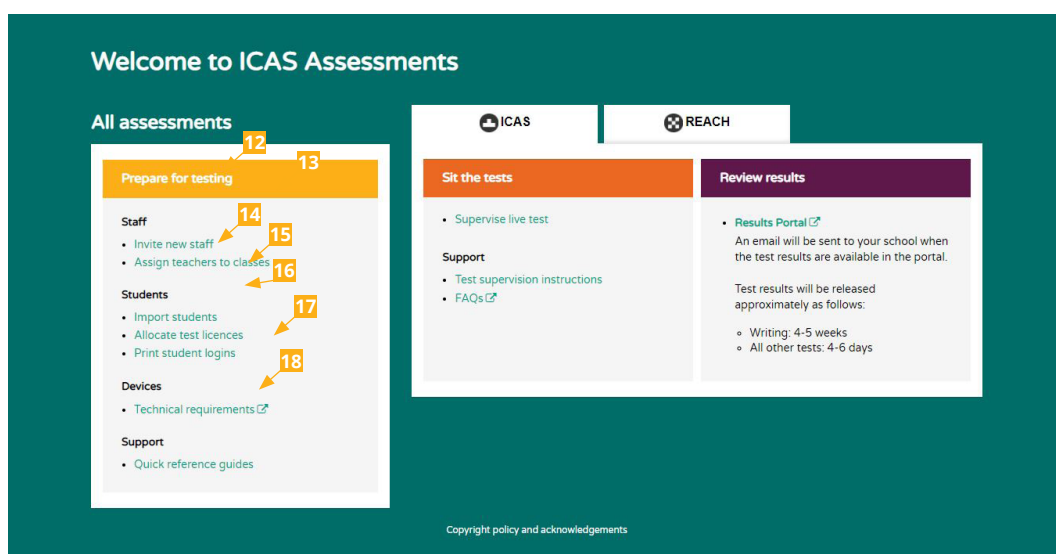 Welcome to ICAS Assessments
All assessments
12
13
Prepare for testing
Staff
14
• Invite new staff
15
• Assign teachers to classes
16
Students
• Import students
17
• Allocate test licences
• Print student logins
18
Devices
• Technical requirements
Support
• Quick reference guides
ICAS
REACH
Sit the tests
• Supervise live test
Support
• Test supervision instructions
• FAQs
Review results
• Results Portal
An email will be sent to your school when
the test results are available in the portal.
Test results will be released
approximately as follows:
○ Writing: 4-5 weeks
○ All other tests: 4-6 days
Copyright policy and acknowledgements